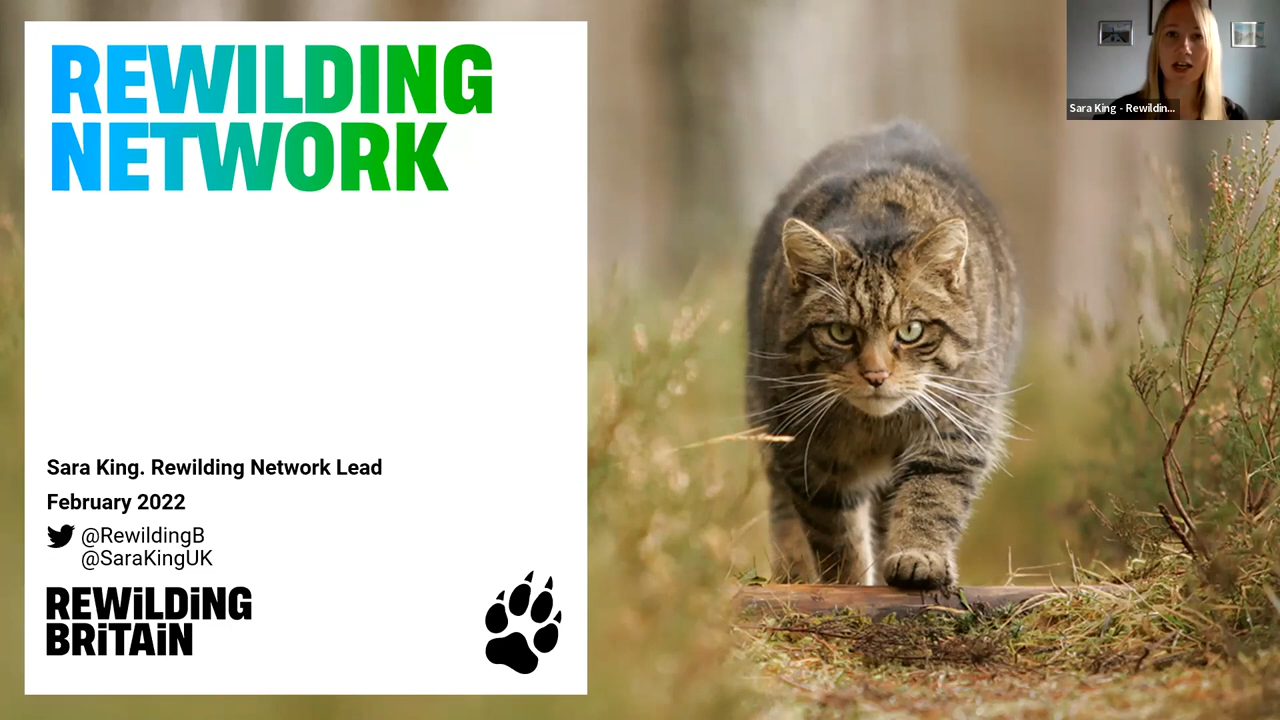 REWILDING
NETWORK
Sara King. Rewilding Network Lead
February 2022
@RewildingB
@SaraKingUK
REWiLDiNG
BRiTAiN
Sara King - Rewildin...